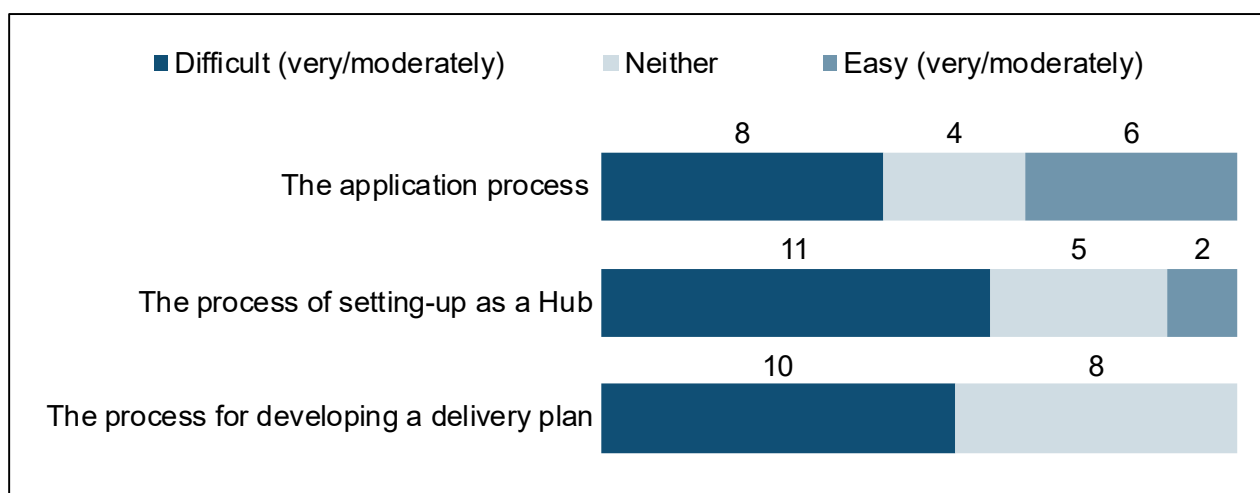 Difficult (very/moderately) Neither Easy (very/moderately)
8 4 6
The application process
11 5 2
The process of setting-up as a Hub
10 8
The process for developing a delivery plan